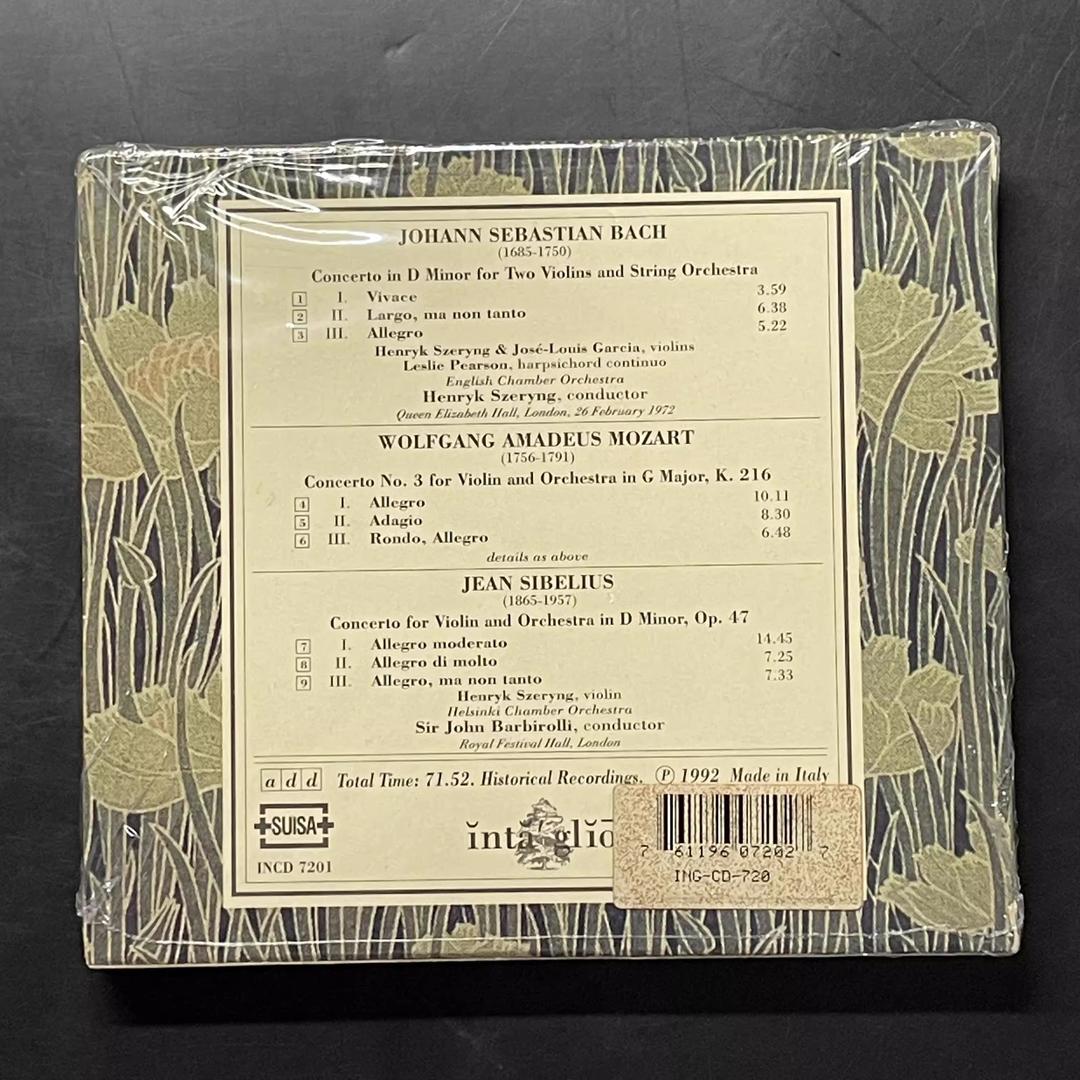 JOHANN SEBASTIAN BACH
(1685-1750)
Concerto in D Minor for Two Violins and String Orchestra
1 I. Vivace 3.59
2 II. Largo, ma non tanto 6.38
3 III. Allegro 5.22
Henryk Szeryng & José-Louis Garcia, violins
Leslie Pearson, harpsichord continuo
English Chamber Orchestra
Henryk Szeryng, conductor
Queen Elizabeth Hall, London, 26 February 1972
WOLFGANG AMADEUS MOZART
(1756-1791)
Concerto No. 3 for Violin and Orchestra in G Major, K. 216
4 I. Allegro 10.11
5 II. Adagio 8.30
6 III. Rondo, Allegro 6.48
details as above
JEAN SIBELIUS
(1865-1957)
Concerto for Violin and Orchestra in D Minor, Op. 47
7 I. Allegro moderato 14.45
8 II. Allegro di molto 7.25
9 III. Allegro, ma non tanto 7.33
Henryk Szeryng, violin
Helsinki Chamber Orchestra
Sir John Barbirolli, conductor
Royal Festival Hall, London
a d d Total Time: 71.52. Historical Recordings. ℗ 1992 Made in Italy
SUISA
ĭnta glĭō
INCD 7201
7 61196 07202 7
ING-CD-720